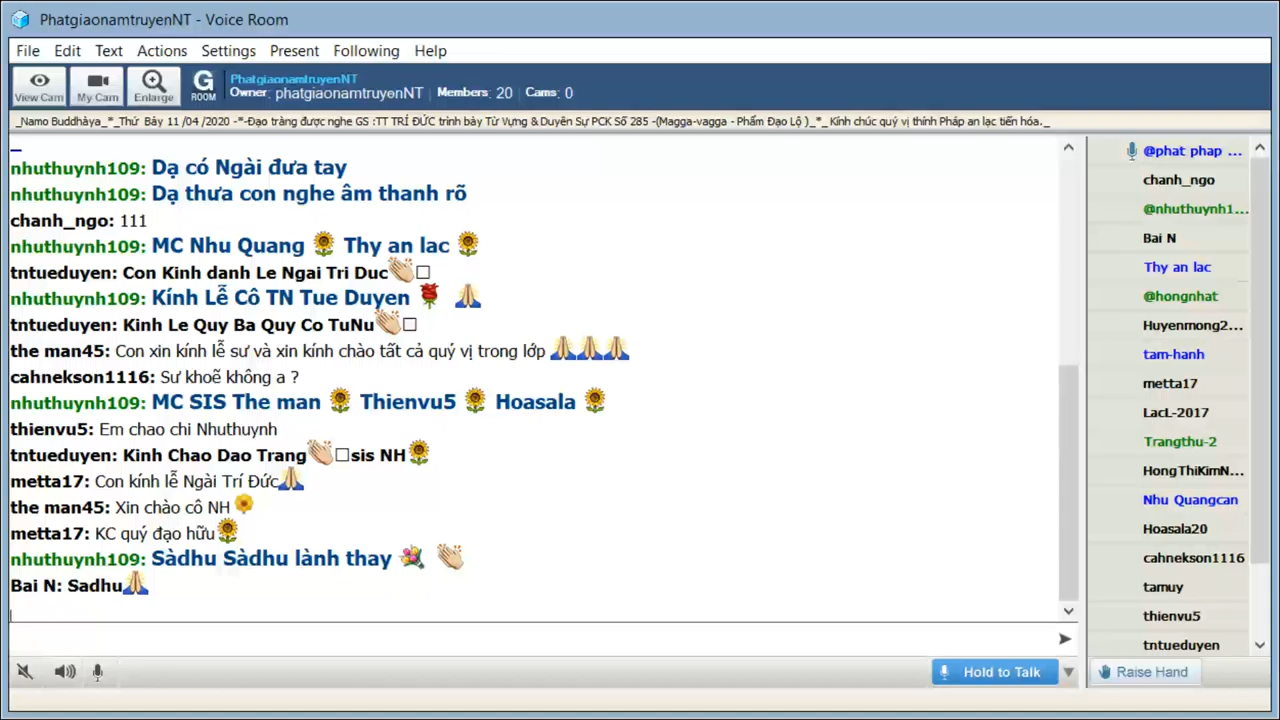 PhatgiaonamtruyenNT - Voice Room
File Edit Text Actions Settings Present Following Help
View Cam My Cam Enlarge G ROOM
PhatgiaonamtruyenNT
Owner: phatgiaonamtruyenNT Members: 20 Cams: 0
_Namo Buddhàya_*_Thứ Bảy 11 /04 /2020 -*-Đạo tràng được nghe GS :TT TRÍ ĐỨC trình bày Từ Vựng & Duyên Sự PCK Số 285 -(Magga-vagga - Phẩm Đạo Lộ )_*_ Kính chúc quý vị thính Pháp an lạc tiến hóa._
nhuthuynh109: Dạ có Ngài đưa tay
nhuthuynh109: Dạ thưa con nghe âm thanh rõ
chanh_ngo: 111
nhuthuynh109: MC Nhu Quang 🌻 Thy an lac 🌻
tntueduyen: Con Kinh danh Le Ngai Tri Duc👏□
nhuthuynh109: Kính Lễ Cô TN Tue Duyen 🌹 🙏
tntueduyen: Kinh Le Quy Ba Quy Co TuNu👏□
the man45: Con xin kính lễ sư và xin kính chào tất cả quý vị trong lớp 🙏🙏🙏
cahnekson1116: Sư khoẽ không a ?
nhuthuynh109: MC SIS The man 🌻 Thienvu5 🌻 Hoasala 🌻
thienvu5: Em chao chi Nhuthuynh
tntueduyen: Kinh Chao Dao Trang👏□sis NH🌻
metta17: Con kính lễ Ngài Trí Đức🙏
the man45: Xin chào cô NH🌼
metta17: KC quý đạo hữu🌻
nhuthuynh109: Sàdhu Sàdhu lành thay 💐 👏
Bai N: Sadhu🙏
@phat phap ...
chanh_ngo
@nhuthuynh1...
Bai N
Thy an lac
@hongnhat
Huyenmong2...
tam-hanh
metta17
LacL-2017
Trangthu-2
HongThiKimN...
Nhu Quangcan
Hoasala20
cahnekson1116
tamuy
thienvu5
tntueduyen
Hold to Talk
Raise Hand